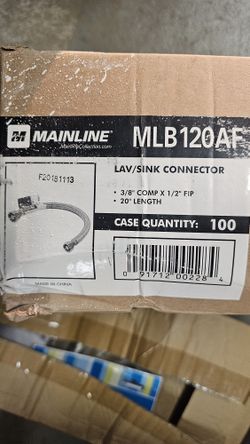 MAINLINE®
MainlineCollection.com
MLB120AF
LAV/SINK CONNECTOR
F20181113
• 3/8" COMP X 1/2" FIP
• 20" LENGTH
CASE QUANTITY: 100
MADE IN CHINA
0 91712 00228 4